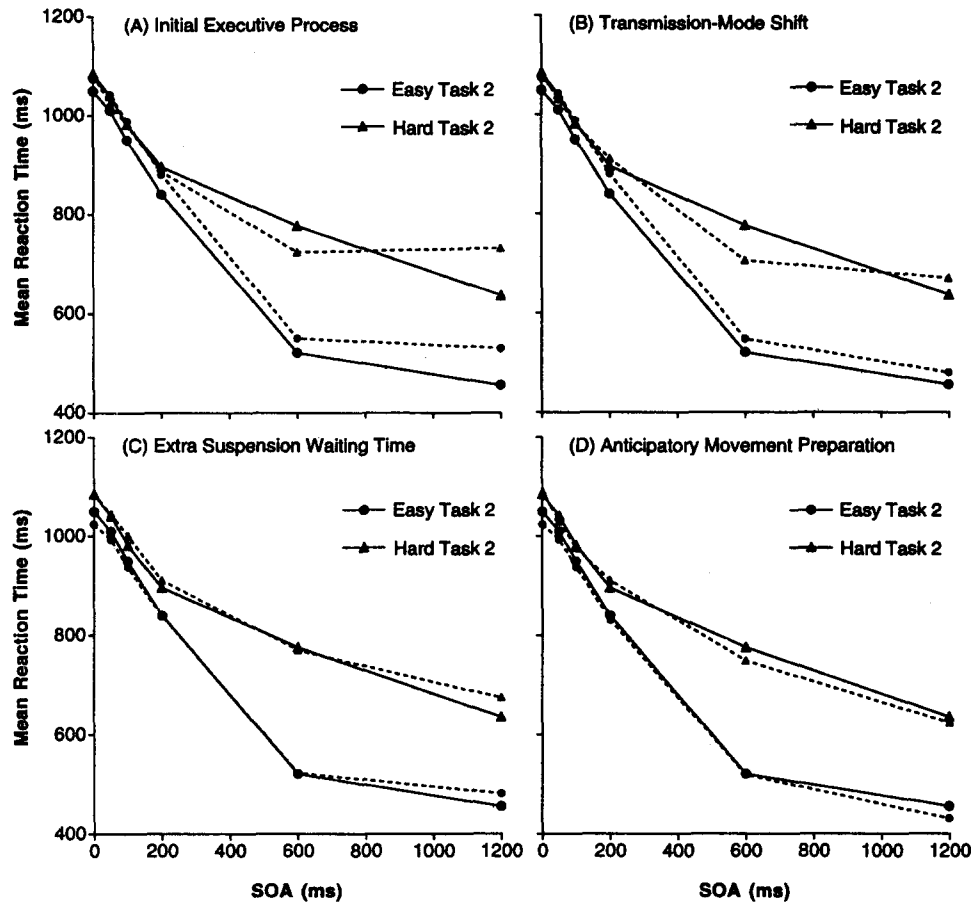 (A) Initial Executive Process
(B) Transmission-Mode Shift
1200
1000
800
600
400
Mean Reaction Time (ms)
Easy Task 2
Hard Task 2
Easy Task 2
Hard Task 2
(C) Extra Suspension Waiting Time
(D) Anticipatory Movement Preparation
1200
1000
800
600
400
Mean Reaction Time (ms)
Easy Task 2
Hard Task 2
Easy Task 2
Hard Task 2
0 200 400 600 800 1000 1200
0 200 400 600 800 1000 1200
SOA (ms)
SOA (ms)